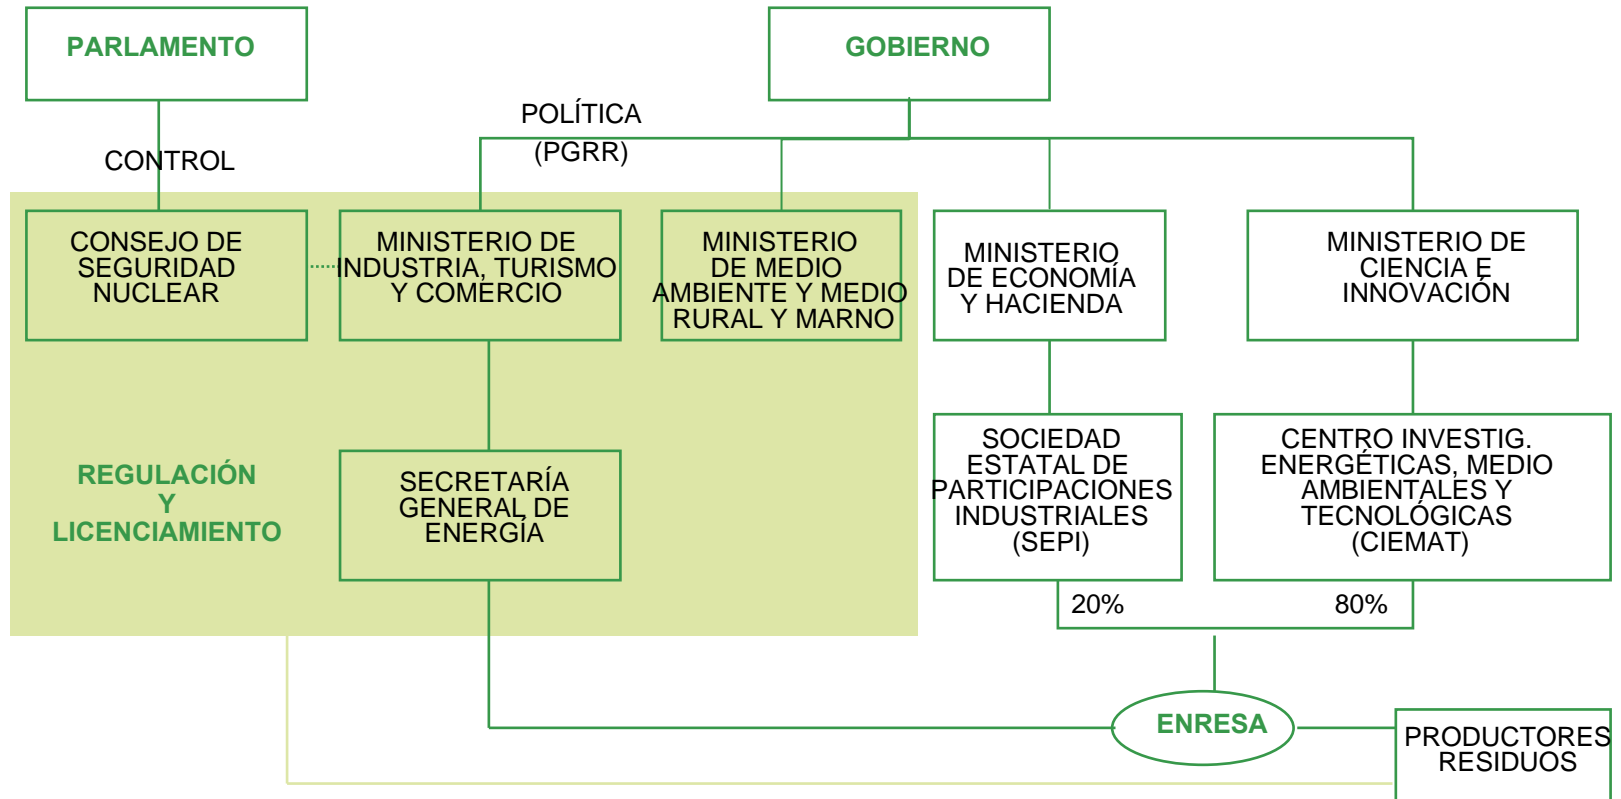 PARLAMENTO
GOBIERNO
POLÍTICA
(PGRR)
CONTROL
CONSEJO DE
SEGURIDAD
NUCLEAR
MINISTERIO DE
INDUSTRIA, TURISMO
Y COMERCIO
MINISTERIO
DE MEDIO
AMBIENTE Y MEDIO
RURAL Y MARNO
MINISTERIO
DE ECONOMÍA
Y HACIENDA
MINISTERIO DE
CIENCIA E
INNOVACIÓN
REGULACIÓN
Y
LICENCIAMIENTO
SECRETARÍA
GENERAL DE
ENERGÍA
SOCIEDAD
ESTATAL DE
PARTICIPACIONES
INDUSTRIALES
(SEPI)
CENTRO INVESTIG.
ENERGÉTICAS, MEDIO
AMBIENTALES Y
TECNOLÓGICAS
(CIEMAT)
20%
80%
ENRESA
PRODUCTORES
RESIDUOS